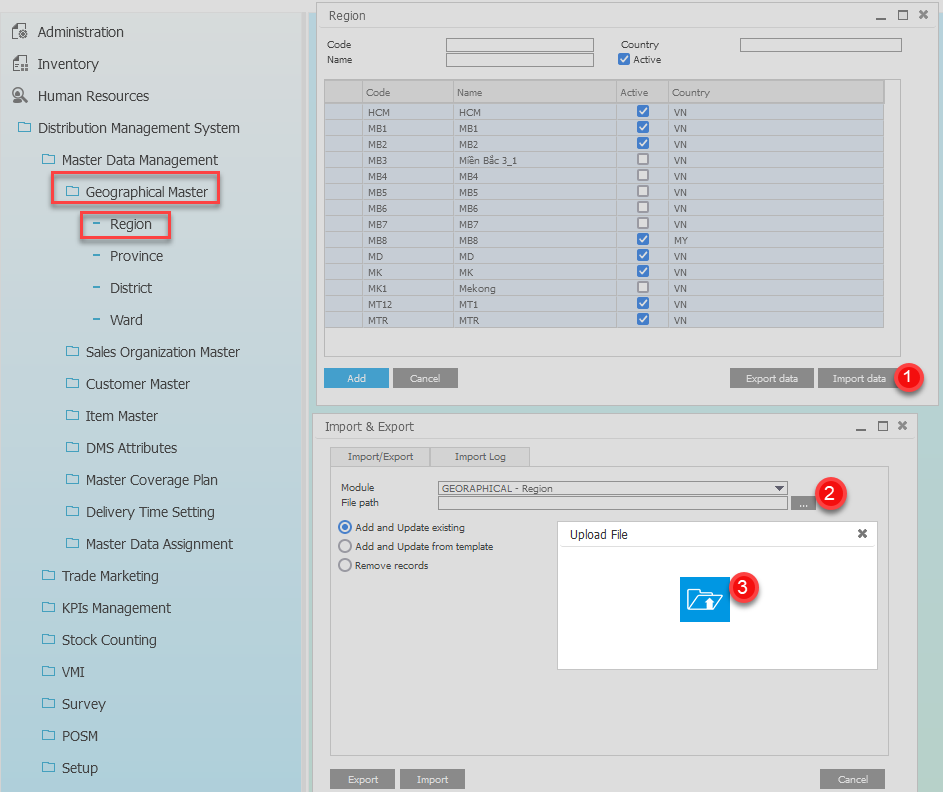 Administration
Inventory
Human Resources
Distribution Management System
Master Data Management
Geographical Master
Region
Province
District
Ward
Sales Organization Master
Customer Master
Item Master
DMS Attributes
Master Coverage Plan
Delivery Time Setting
Master Data Assignment
Trade Marketing
KPIs Management
Stock Counting
VMI
Survey
POSM
Setup
Region
Code Country
Name Active
Code Name Active Country
HCM HCM VN
MB1 MB1 VN
MB2 MB2 VN
MB3 Miền Bắc 3_1 VN
MB4 MB4 VN
MB5 MB5 VN
MB6 MB6 VN
MB7 MB7 VN
MB8 MB8 MY
MD MD VN
MK MK VN
MK1 Mekong VN
MT12 MT1 VN
MTR MTR VN
Add Cancel Export data Import data 1
Import & Export
Import/Export Import Log
Module GEORAPHICAL - Region
File path ... 2
Add and Update existing
Add and Update from template
Remove records
Upload File
3
Export Import Cancel